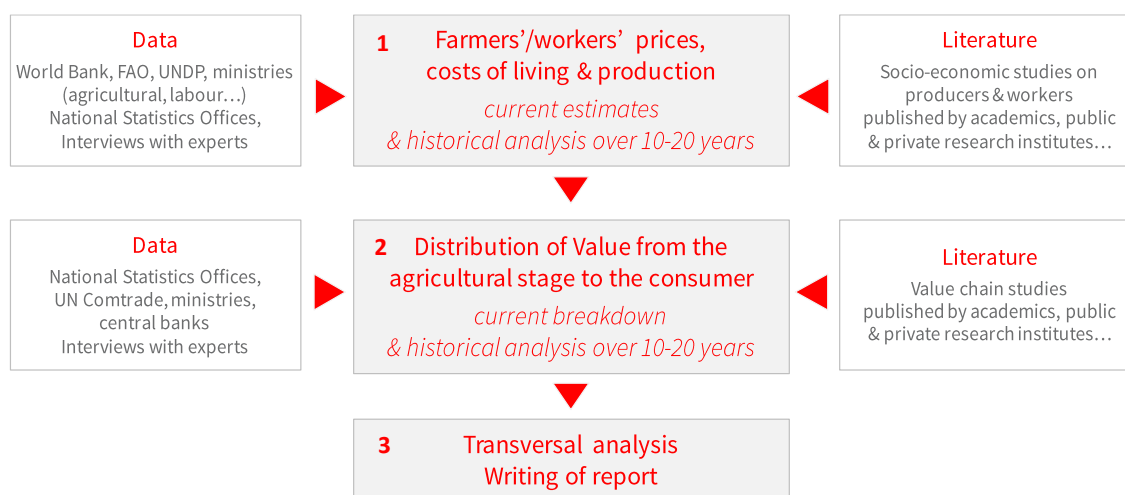 Data
World Bank, FAO, UNDP, ministries
(agricultural, labour…)
National Statistics Offices,
Interviews with experts
1 Farmers’/workers’ prices,
costs of living & production
current estimates
& historical analysis over 10-20 years
Literature
Socio-economic studies on
producers & workers
published by academics, public
& private research institutes…
Data
National Statistics Offices,
UN Comtrade, ministries,
central banks
Interviews with experts
2 Distribution of Value from the
agricultural stage to the consumer
current breakdown
& historical analysis over 10-20 years
Literature
Value chain studies
published by academics, public
& private research institutes…
3 Transversal analysis
Writing of report